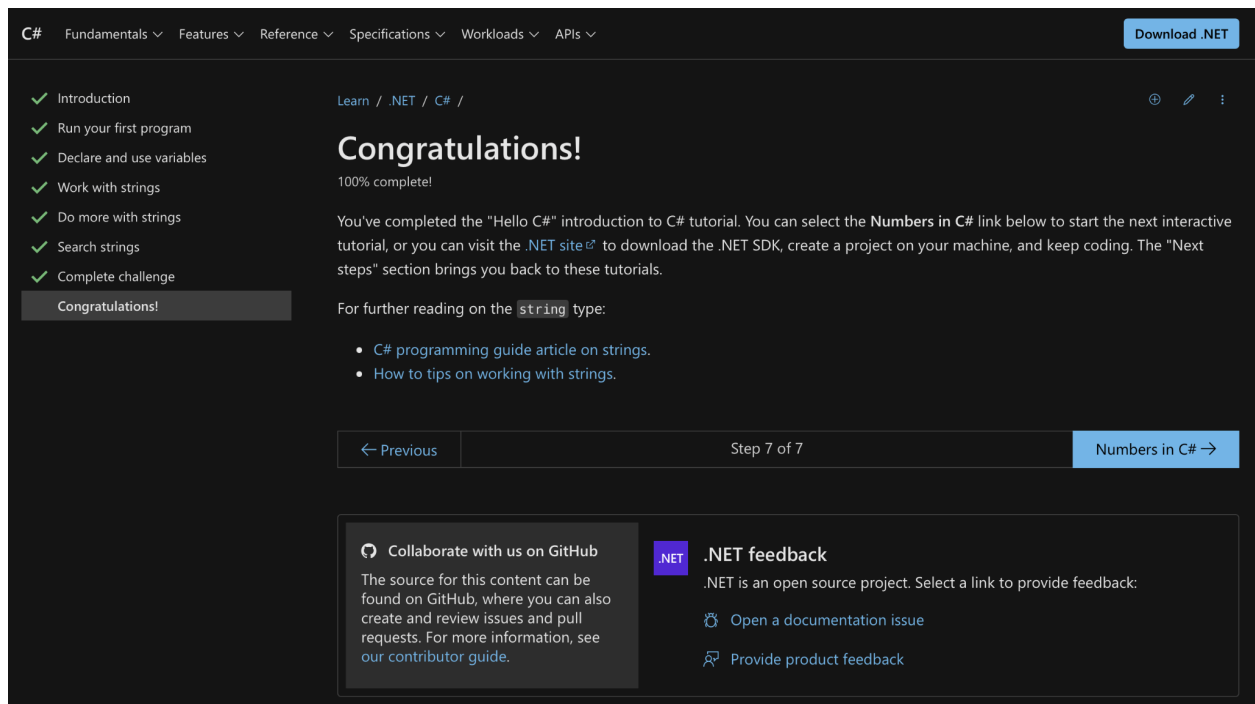 C# Fundamentals Features Reference Specifications Workloads APIs Download .NET
Introduction
Run your first program
Declare and use variables
Work with strings
Do more with strings
Search strings
Complete challenge
Congratulations!
Learn / .NET / C# /
Congratulations!
100% complete!
You've completed the "Hello C#" introduction to C# tutorial. You can select the Numbers in C# link below to start the next interactive
tutorial, or you can visit the .NET site to download the .NET SDK, create a project on your machine, and keep coding. The "Next
steps" section brings you back to these tutorials.
For further reading on the string type:
• C# programming guide article on strings.
• How to tips on working with strings.
← Previous Step 7 of 7 Numbers in C# →
Collaborate with us on GitHub
The source for this content can be
found on GitHub, where you can also
create and review issues and pull
requests. For more information, see
our contributor guide.
.NET
.NET feedback
.NET is an open source project. Select a link to provide feedback:
Open a documentation issue
Provide product feedback